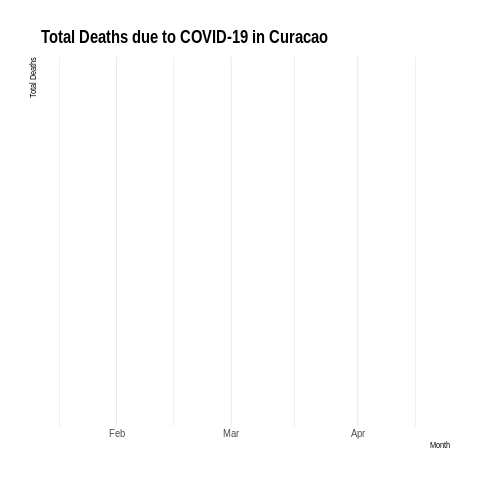 Total Deaths due to COVID-19 in Curacao
Total Deaths
Feb Mar Apr
Month